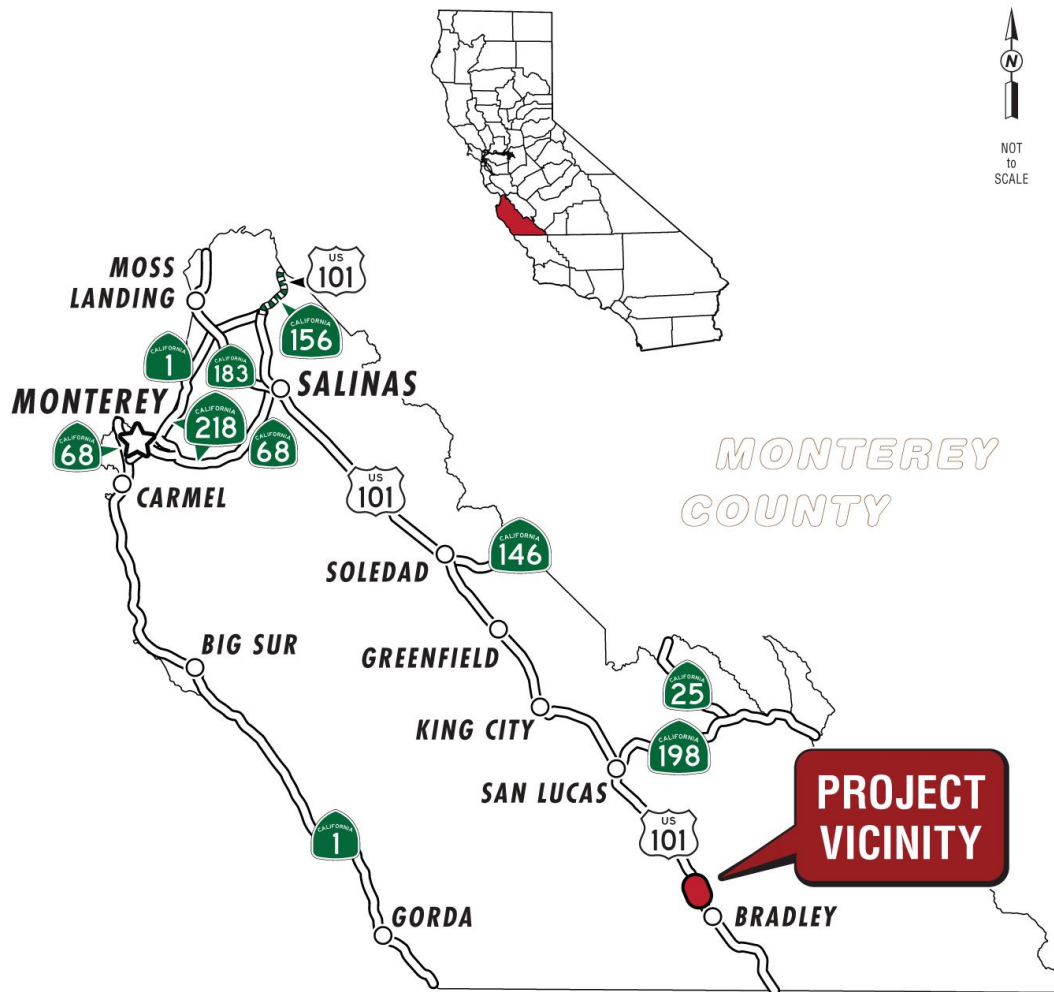 N
NOT
to
SCALE
MOSS
LANDING
US
101
CALIFORNIA
156
CALIFORNIA
1
CALIFORNIA
183
SALINAS
MONTEREY
CALIFORNIA
218
CALIFORNIA
68
CALIFORNIA
68
CARMEL
MONTEREY
COUNTY
US
101
CALIFORNIA
146
SOLEDAD
BIG SUR
GREENFIELD
CALIFORNIA
25
KING CITY
CALIFORNIA
198
SAN LUCAS
PROJECT
VICINITY
US
101
CALIFORNIA
1
GORDA
BRADLEY